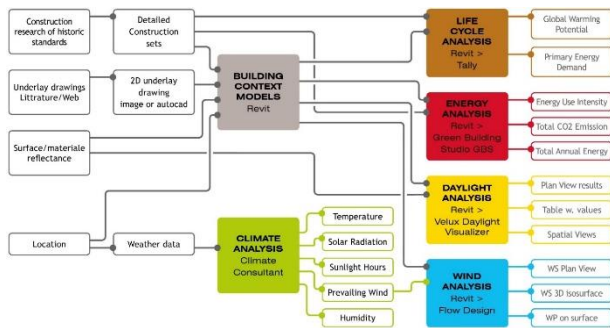 Construction
research of historic
standards
Detailed
Construction
sets
Underlay drawings
Littrature/Web
2D underlay
drawing
image or autocad
Surface/materiale
reflectance
Location
Weather data
BUILDING
CONTEXT
MODELS
Revit
CLIMATE
ANALYSIS
Climate
Consultant
Temperature
Solar Radiation
Sunlight Hours
Prevailing Wind
Humidity
LIFE
CYCLE
ANALYSIS
Revit >
Tally
Global Warming
Potential
Primary Energy
Demand
ENERGY
ANALYSIS
Revit >
Green Building
Studio GBS
Energy Use Intensity
Total CO2 Emission
Total Annual Energy
DAYLIGHT
ANALYSIS
Revit >
Velux Daylight
Visualizer
Plan View results
Table w. values
Spatial Views
WIND
ANALYSIS
Revit >
Flow Design
WS Plan View
WS 3D isosurface
WP on surface